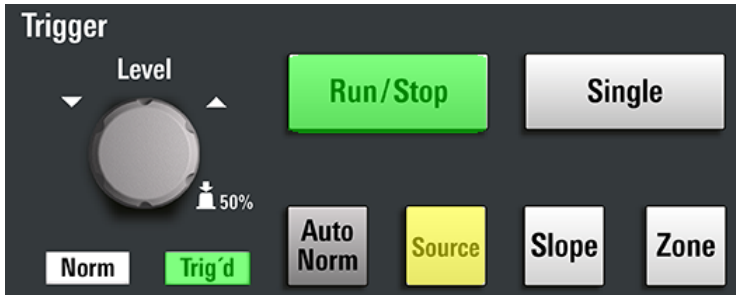 Trigger
Level
Run/Stop
Single
50%
Auto
Norm
Source
Slope
Zone
Norm
Trig´d